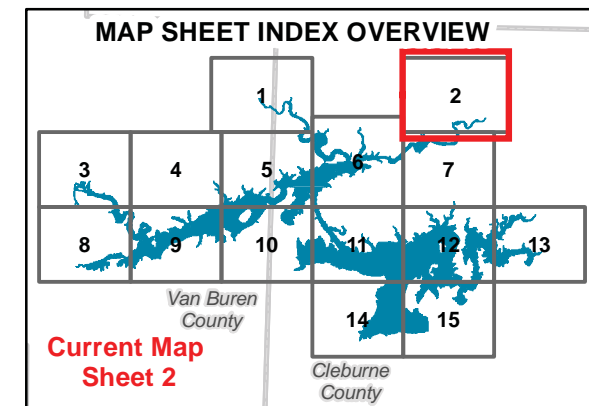 MAP SHEET INDEX OVERVIEW
1
2
3
4
5
6
7
8
9
10
11
12
13
Van Buren
County
14
15
Current Map
Sheet 2
Cleburne
County